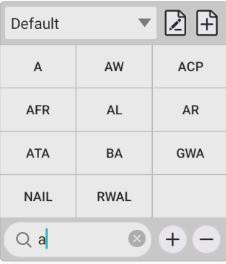 Default
A AW ACP
AFR AL AR
ATA BA GWA
NAIL RWAL
a